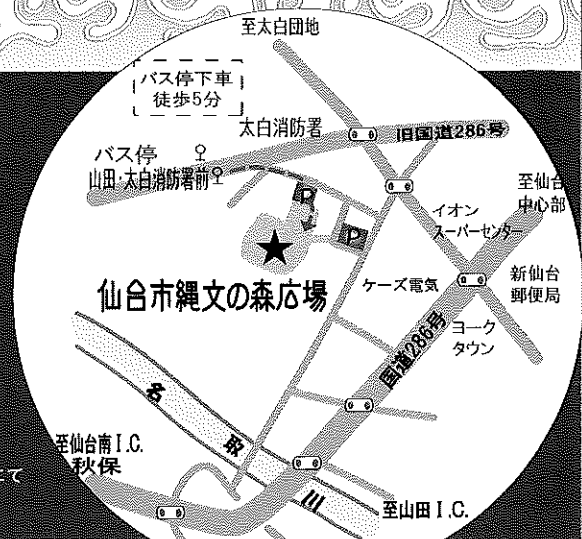 至太白団地
バス停下車
徒歩5分
太白消防署
旧国道286号
バス停
山田・太白消防署前
至仙台
中心部
P
P
イオン
スーパーセンター
仙台市縄文の森広場
ケーズ電気
新仙台
郵便局
国道286号
ヨーク
タウン
名取川
至仙台南I.C.
秋保
て
至山田I.C.